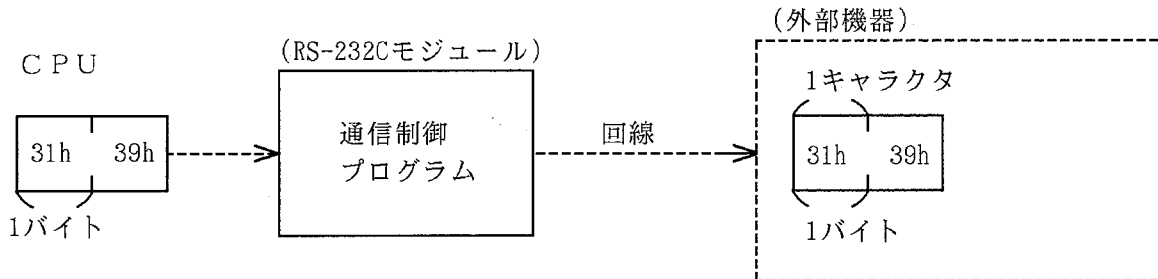 (外部機器)
(RS-232Cモジュール)
CPU
1キャラクタ
31h 39h
通信制御
プログラム
回線
31h 39h
1バイト
1バイト